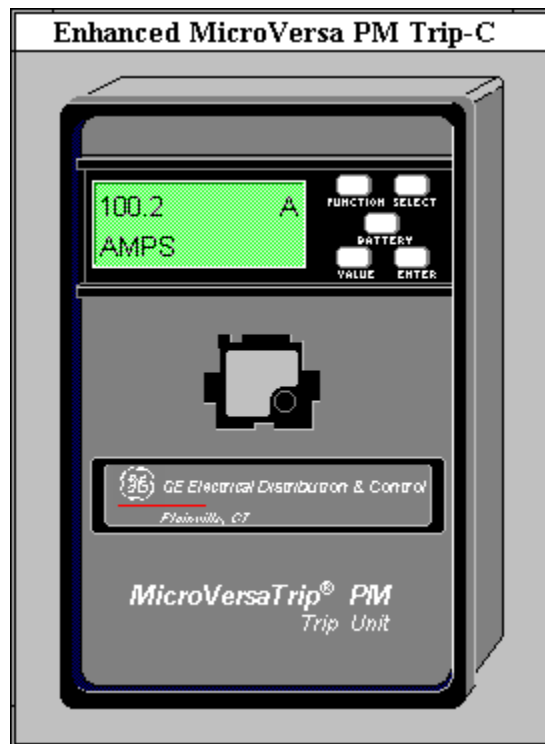 Enhanced MicroVersa PM Trip-C
100.2 A
AMPS
FUNCTION SELECT
BATTERY
VALUE ENTER
GE GE Electrical Distribution & Control
Plainville, CT
MicroVersaTrip® PM
Trip Unit